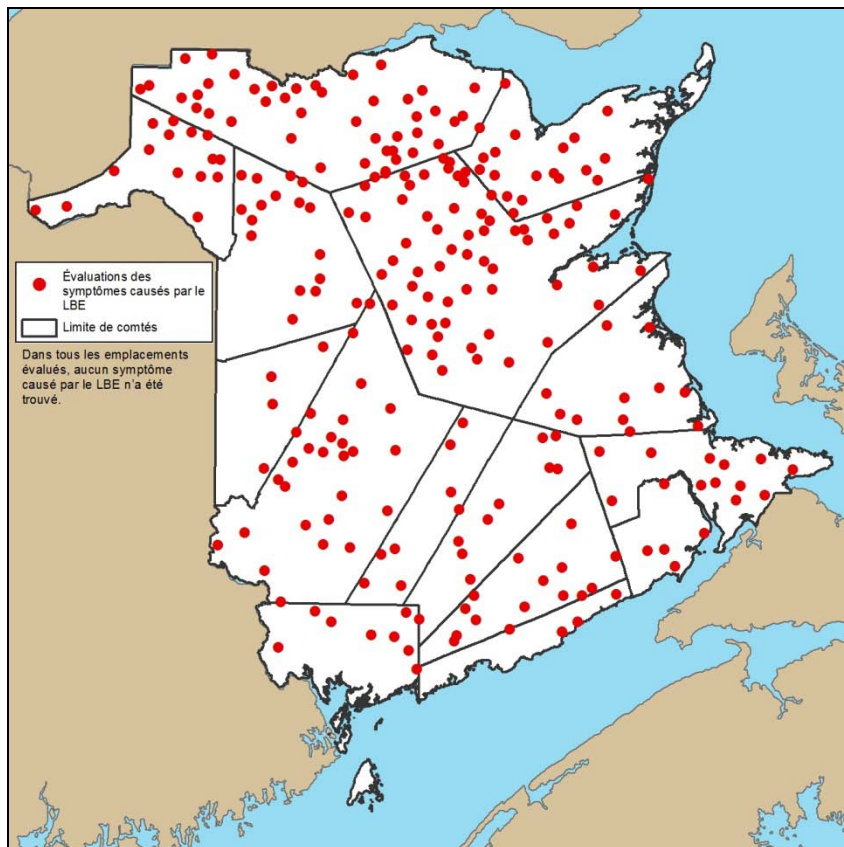 Évaluations des
symptômes causés par le
LBE
Limite de comtés
Dans tous les emplacements
évalués, aucun symptôme
causé par le LBE n'a été
trouvé.